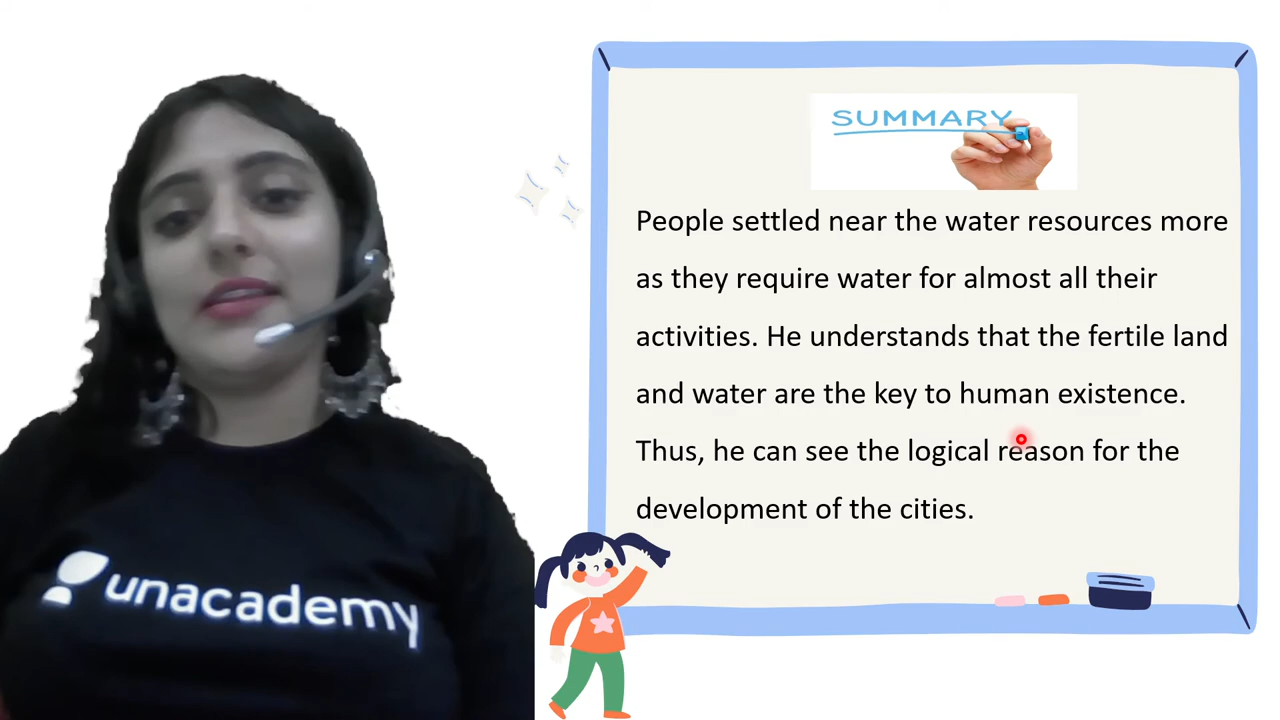 SUMMARY
People settled near the water resources more
as they require water for almost all their
activities. He understands that the fertile land
and water are the key to human existence.
Thus, he can see the logical reason for the
development of the cities.
unacademy